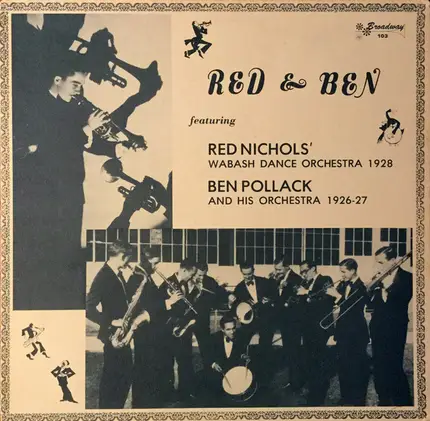 Broadway
103
RED & BEN
featuring
RED NICHOLS'
WABASH DANCE ORCHESTRA 1928
BEN POLLACK
AND HIS ORCHESTRA 1926-27